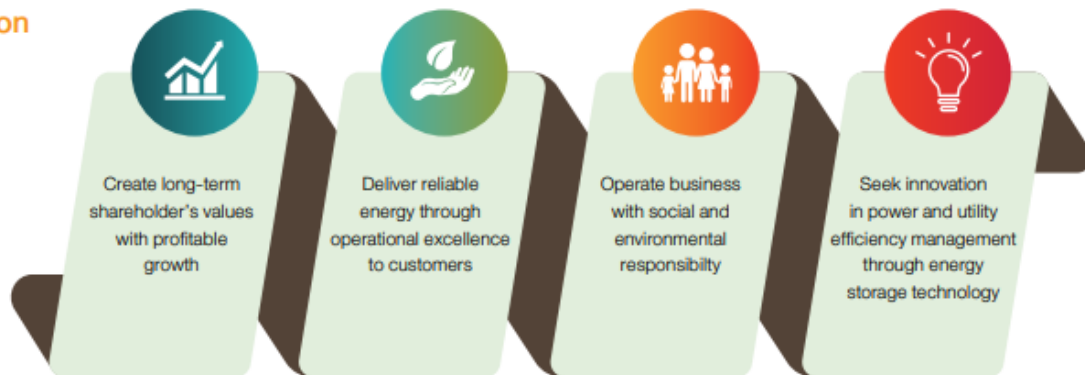 on
Create long-term
shareholder's values
with profitable
growth
Deliver reliable
energy through
operational excellence
to customers
Operate business
with social and
environmental
responsibilty
Seek innovation
in power and utility
efficiency management
through energy
storage technology